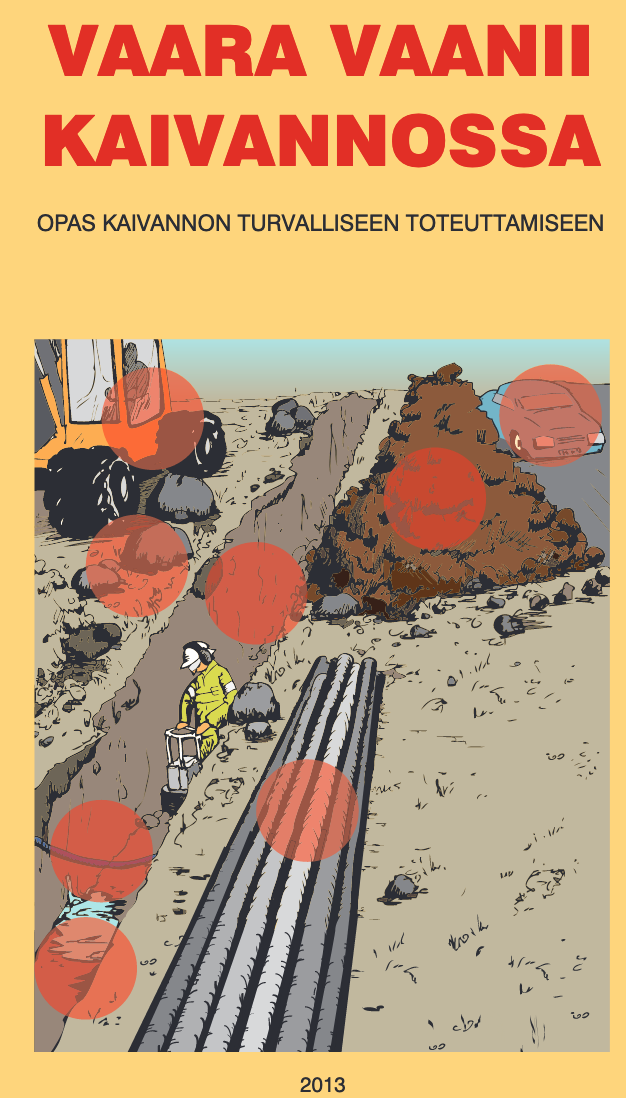 VAARA VAANII
KAIVANNOSSA
OPAS KAIVANNON TURVALLISEEN TOTEUTTAMISEEN
2013